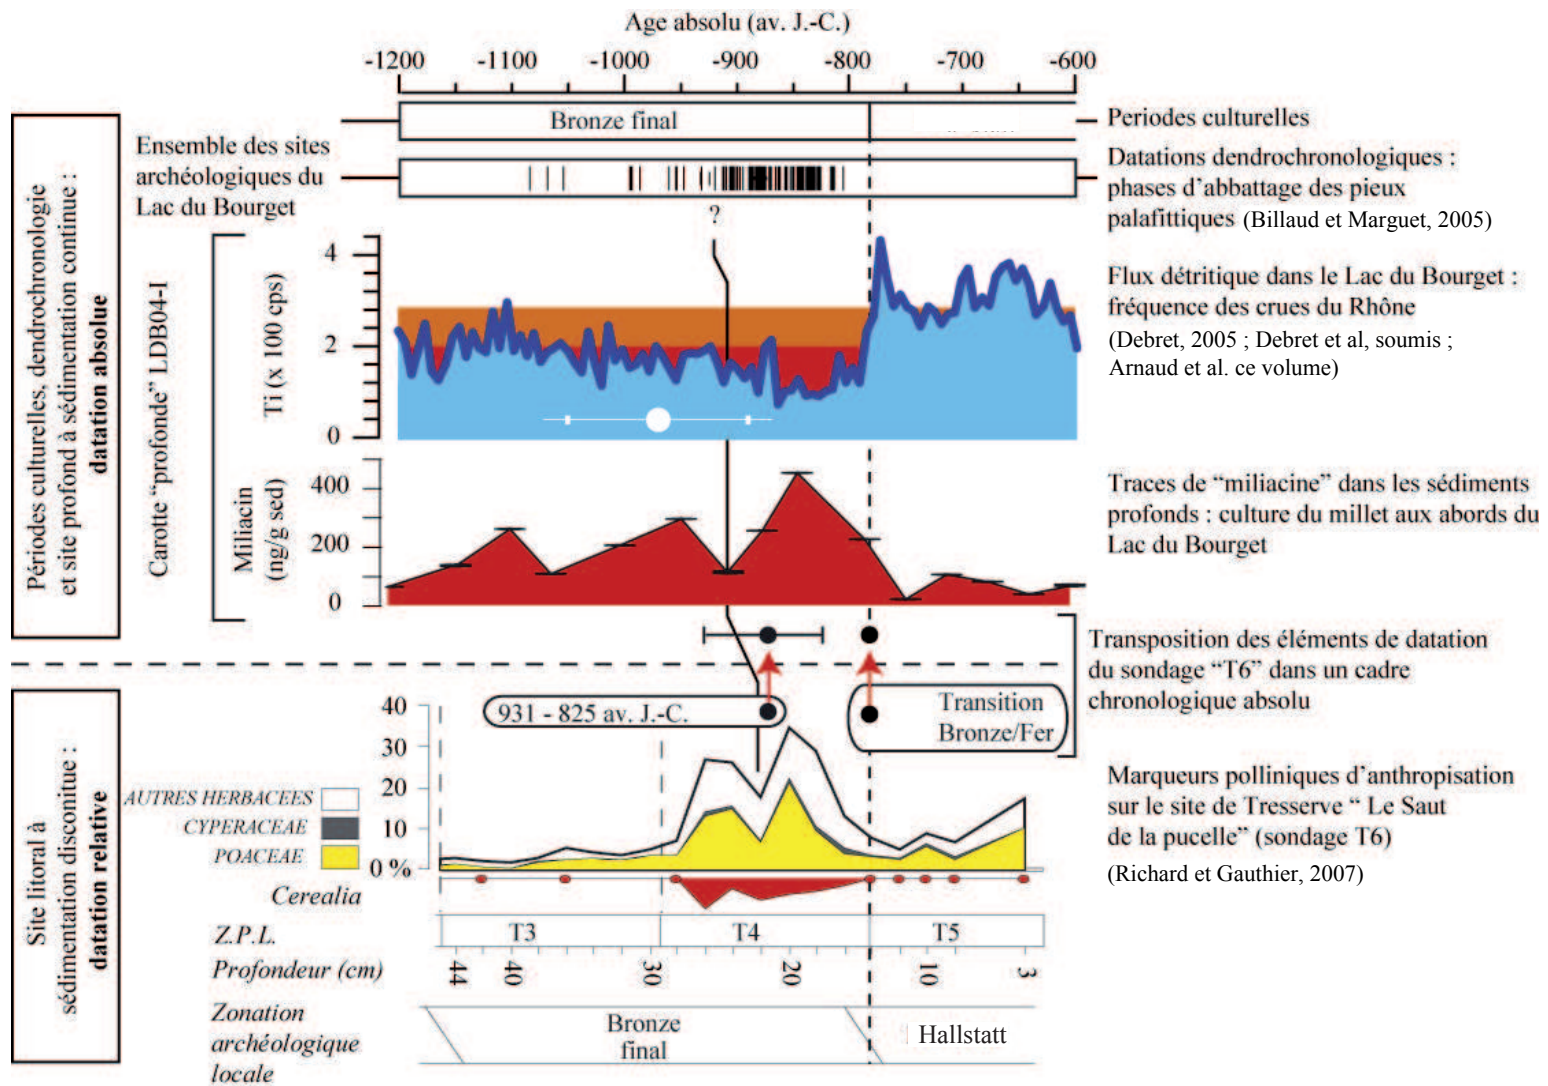 Age absolu (av. J.-C.)
-1200 -1100 -1000 -900 -800 -700 -600
Bronze final
Periodes culturelles
Ensemble des sites
archéologiques du
Lac du Bourget
Datations dendrochronologiques :
phases d'abbattage des pieux
palafittiques (Billaud et Marguet, 2005)
?
Périodes culturelles, dendrochronologie
et site profond à sédimentation continue :
datation absolue
Carotte "profonde" LDB04-I
Ti (x 100 cps)
4
2
0
Flux détritique dans le Lac du Bourget :
fréquence des crues du Rhône
(Debret, 2005 ; Debret et al, soumis ;
Arnaud et al. ce volume)
Miliacin
(ng/g sed)
400
200
0
Traces de "miliacine" dans les sédiments
profonds : culture du millet aux abords du
Lac du Bourget
Transposition des éléments de datation
du sondage "T6" dans un cadre
chronologique absolu
931 - 825 av. J.-C.
Transition
Bronze/Fer
Site litoral à
sédimentation disconitue :
datation relative
40
30
20
10
0 %
AUTRES HERBACEES
CYPERACEAE
POACEAE
Cerealia
Marqueurs polliniques d'anthropisation
sur le site de Tresserve " Le Saut
de la pucelle" (sondage T6)
(Richard et Gauthier, 2007)
Z.P.L.
T3 T4 T5
Profondeur (cm)
44 40 30 20 10 3
Zonation
archéologique
locale
Bronze
final
Hallstatt